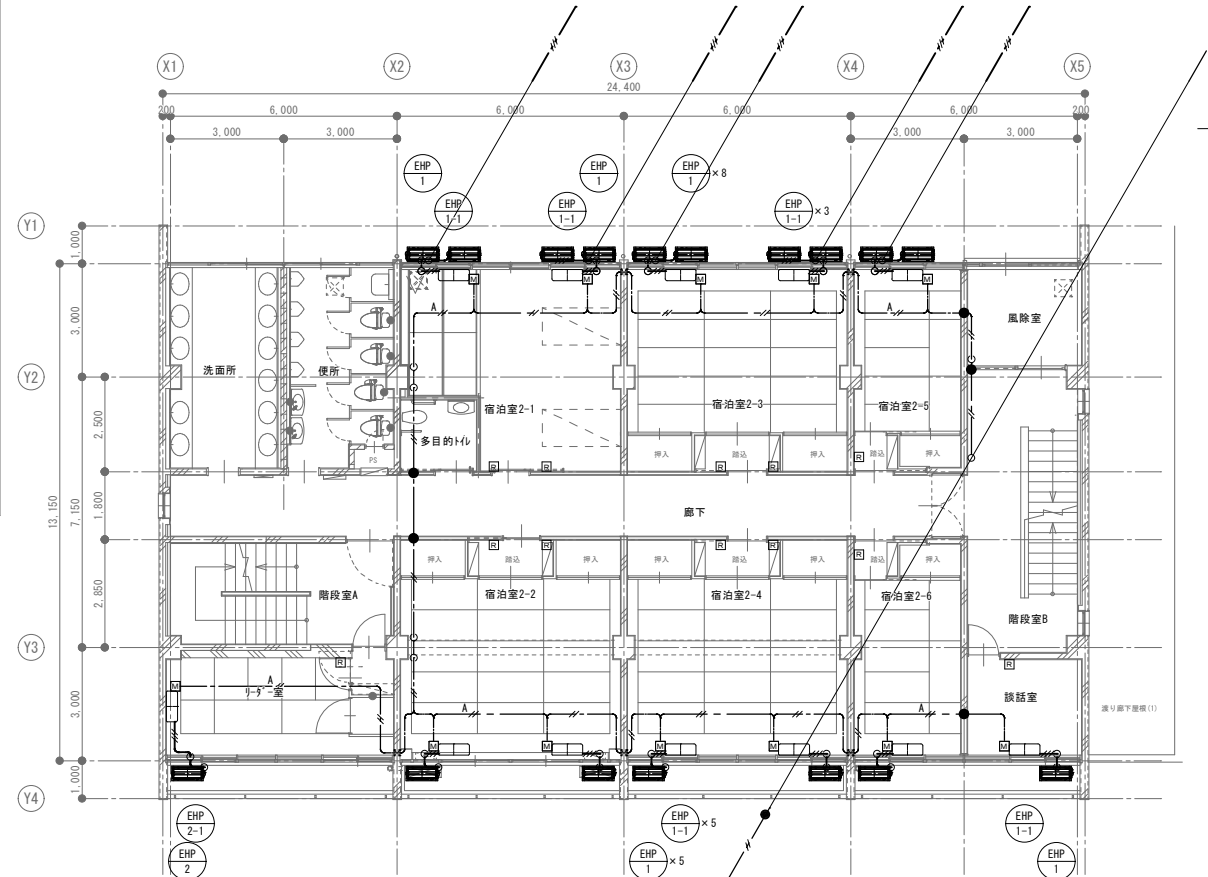 X1 X2 X3 X4 X5
24,400
200 6,000 6,000 6,000 6,000 200
3,000 3,000 3,000 3,000
EHP
1
EHP
1
EHP
1
×8
EHP
1-1
EHP
1-1
EHP
1-1
×3
Y1
1,000
M M M M M
A A
3,000
風除室
洗面所
便所
Y2
宿泊室2-1
宿泊室2-3
宿泊室2-5
多目的ﾄｲﾚ
PS
押入 踏込 押入 踏込 押入
R R R R R
2,500
13,150
7,150
1,800
廊下
R R R R R
押入 踏込 押入 押入 踏込 押入 踏込 押入
2,850
階段室A
宿泊室2-2
宿泊室2-4
宿泊室2-6
階段室B
Y3
R R
A
M
ﾘｰﾀﾞｰ室
談話室
渡り廊下屋根(1)
3,000
A A
M M M M M M
1,000
Y4
EHP
2-1
EHP
1-1
×5
EHP
1-1
EHP
2
EHP
1
×5
EHP
1